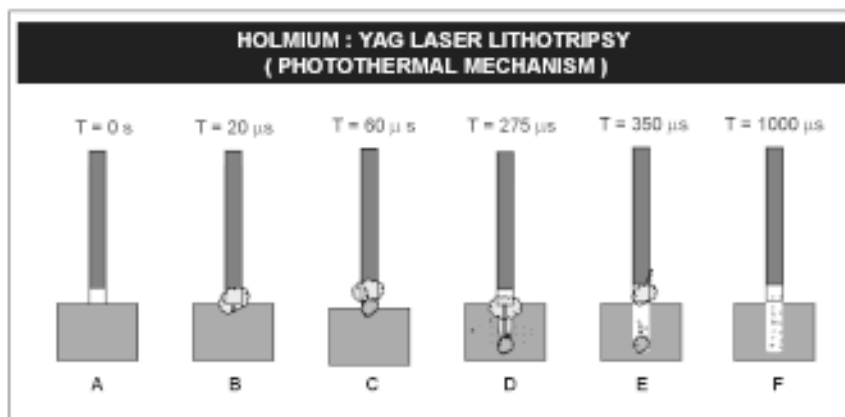 HOLMIUM : YAG LASER LITHOTRIPSY
( PHOTOTHERMAL MECHANISM )
T = 0 s T = 20 µs T = 60 µ s T = 275 µs T = 350 µs T = 1000 µs
A B C D E F